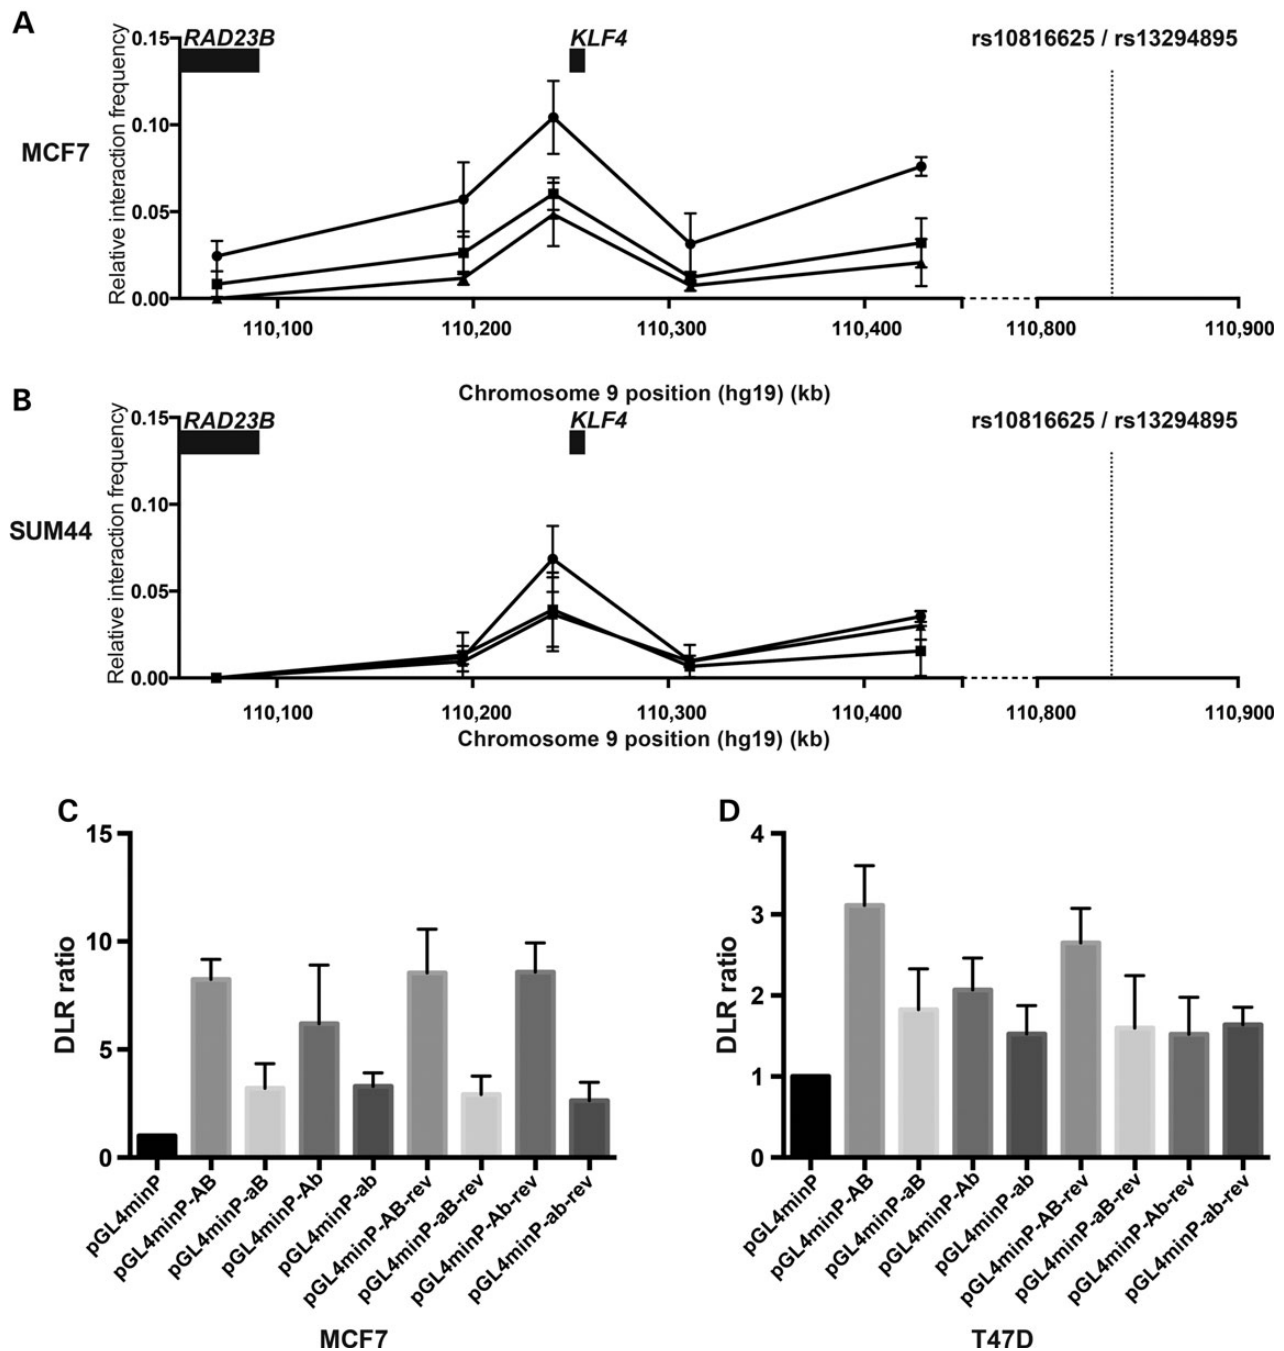 A
RAD23B
KLF4
rs10816625 / rs13294895
Relative interaction frequency
MCF7
0.15
0.10
0.05
0.00
110,100
110,200
110,300
110,400
110,800
110,900
Chromosome 9 position (hg19) (kb)
B
RAD23B
KLF4
rs10816625 / rs13294895
Relative interaction frequency
SUM44
0.15
0.10
0.05
0.00
110,100
110,200
110,300
110,400
110,800
110,900
Chromosome 9 position (hg19) (kb)
C
DLR ratio
15
10
5
0
pGL4minP
pGL4minP-AB
pGL4minP-aB
pGL4minP-Ab
pGL4minP-ab
pGL4minP-AB-rev
pGL4minP-aB-rev
pGL4minP-Ab-rev
pGL4minP-ab-rev
MCF7
D
DLR ratio
4
3
2
1
0
pGL4minP
pGL4minP-AB
pGL4minP-aB
pGL4minP-Ab
pGL4minP-ab
pGL4minP-AB-rev
pGL4minP-aB-rev
pGL4minP-Ab-rev
pGL4minP-ab-rev
T47D